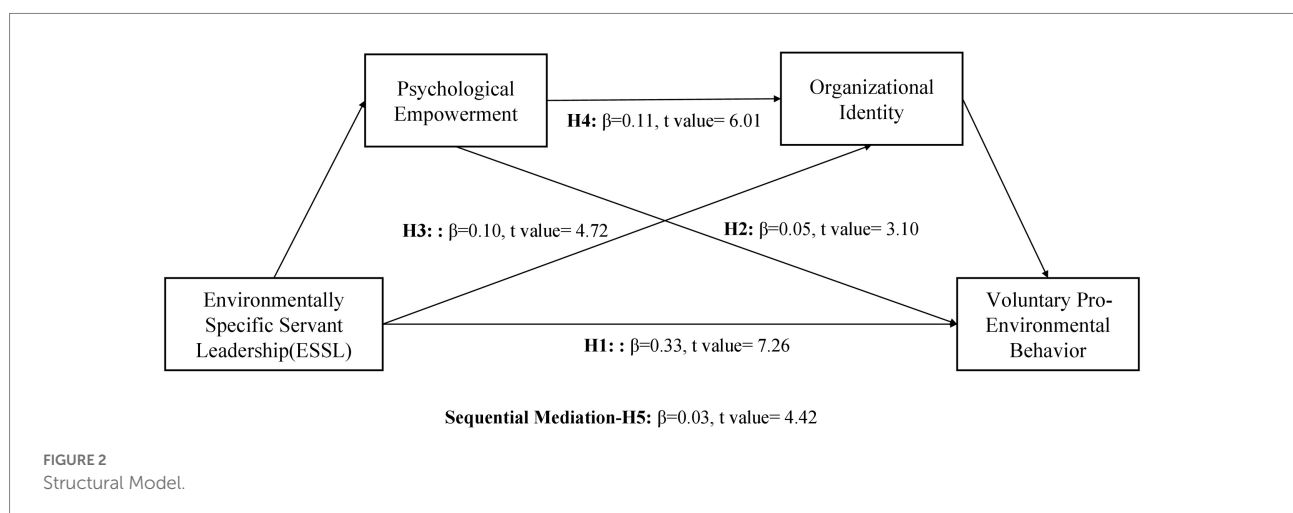 Psychological
Empowerment
Organizational
Identity
H4: β=0.11, t value= 6.01
H3: : β=0.10, t value= 4.72
H2: β=0.05, t value= 3.10
Environmentally
Specific Servant
Leadership(ESSL)
Voluntary Pro-
Environmental
Behavior
H1: : β=0.33, t value= 7.26
Sequential Mediation-H5: β=0.03, t value= 4.42
FIGURE 2
Structural Model.